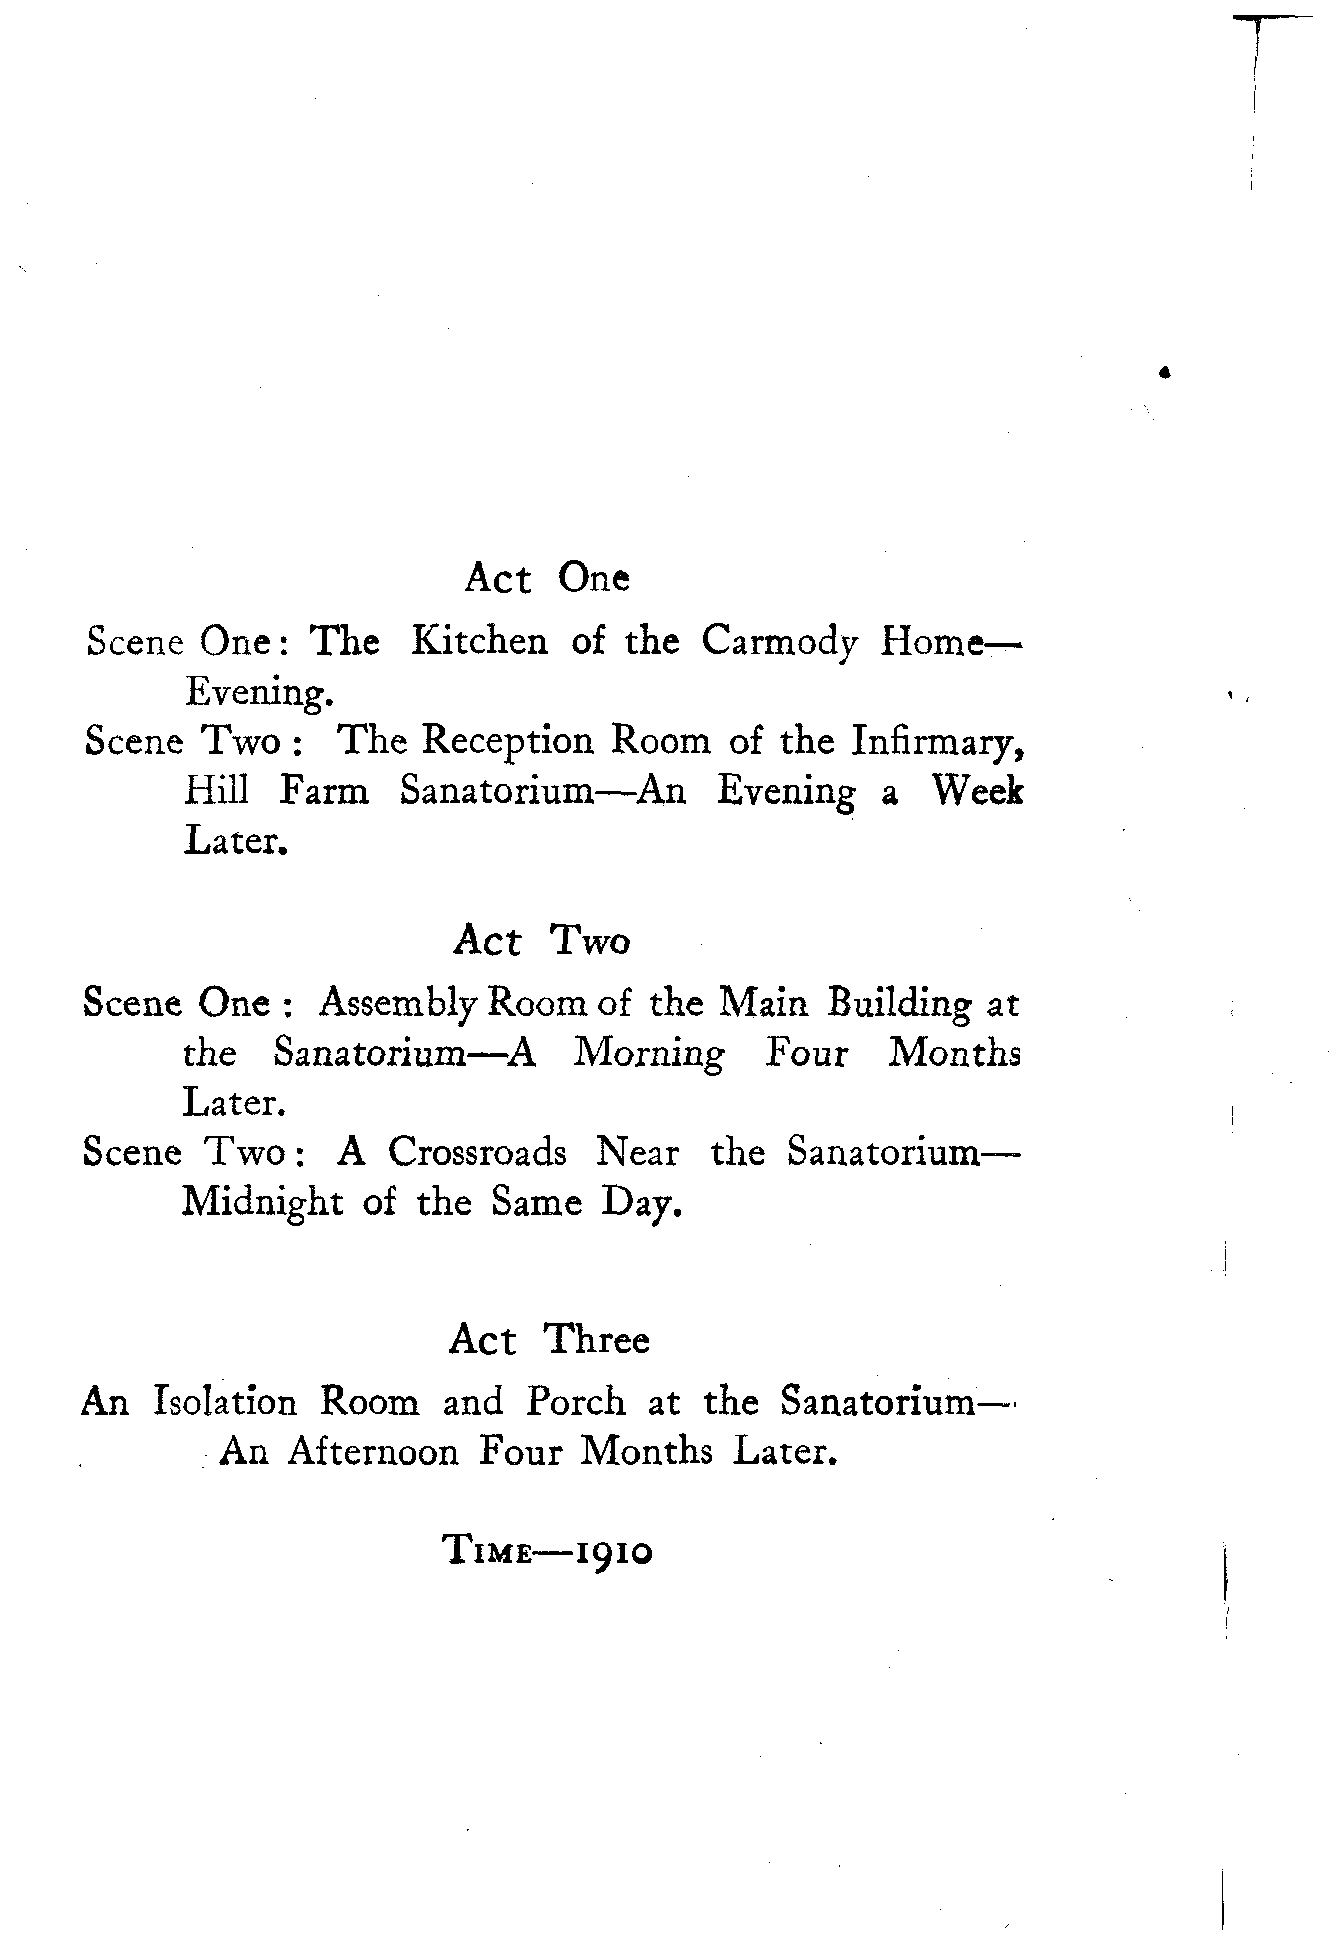 Act One
Scene One: The Kitchen of the Carmody Home—
Evening.
Scene Two: The Reception Room of the Infirmary,
Hill Farm Sanatorium—An Evening a Week
Later.
Act Two
Scene One: Assembly Room of the Main Building at
the Sanatorium—A Morning Four Months
Later.
Scene Two: A Crossroads Near the Sanatorium—
Midnight of the Same Day.
Act Three
An Isolation Room and Porch at the Sanatorium—
An Afternoon Four Months Later.
TIME—1910